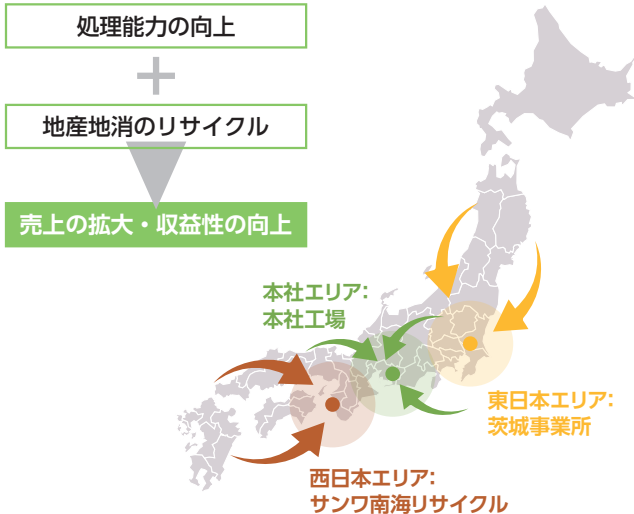 処理能力の向上
地産地消のリサイクル
売上の拡大・収益性の向上
本社エリア：
本社工場
東日本エリア：
茨城事業所
西日本エリア：
サンワ南海リサイクル